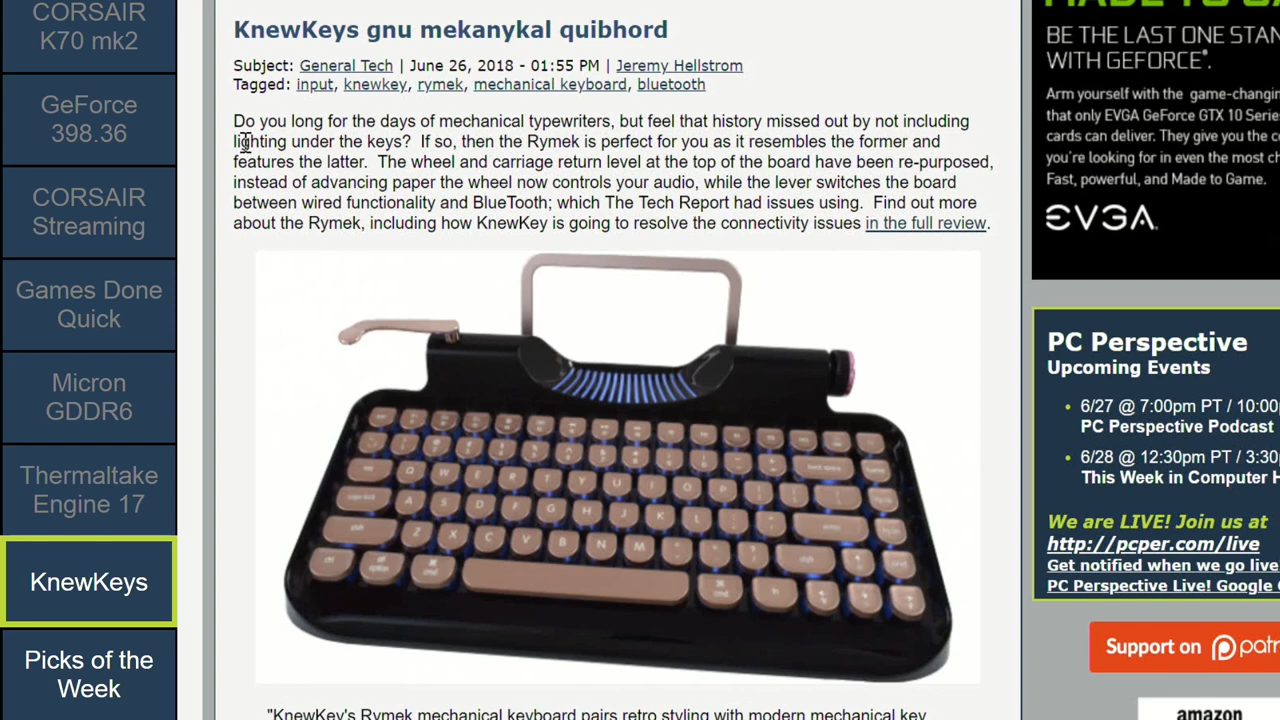 CORSAIR
K70 mk2
GeForce
398.36
CORSAIR
Streaming
Games Done
Quick
Micron
GDDR6
Thermaltake
Engine 17
KnewKeys
Picks of the
Week
KnewKeys gnu mekanykal quibhord
Subject: General Tech | June 26, 2018 - 01:55 PM | Jeremy Hellstrom
Tagged: input, knewkey, rymek, mechanical keyboard, bluetooth
Do you long for the days of mechanical typewriters, but feel that history missed out by not including
lighting under the keys?  If so, then the Rymek is perfect for you as it resembles the former and
features the latter.  The wheel and carriage return level at the top of the board have been re-purposed,
instead of advancing paper the wheel now controls your audio, while the lever switches the board
between wired functionality and BlueTooth; which The Tech Report had issues using.  Find out more
about the Rymek, including how KnewKey is going to resolve the connectivity issues in the full review.
"KnewKey's Rymek mechanical keyboard pairs retro styling with modern mechanical key
BE THE LAST ONE STAN
WITH GEFORCE®.
Arm yourself with the game-changing
that only EVGA GeForce GTX 10 Series
cards can deliver. They give you the co
you're looking for in even the most ch
Fast, powerful, and Made to Game.
EVGA.
PC Perspective
Upcoming Events
6/27 @ 7:00pm PT / 10:00
PC Perspective Podcast
6/28 @ 12:30pm PT / 3:30
This Week in Computer H
We are LIVE! Join us at
http://pcper.com/live
Get notified when we go live
PC Perspective Live! Google C
Support on patr
amazon